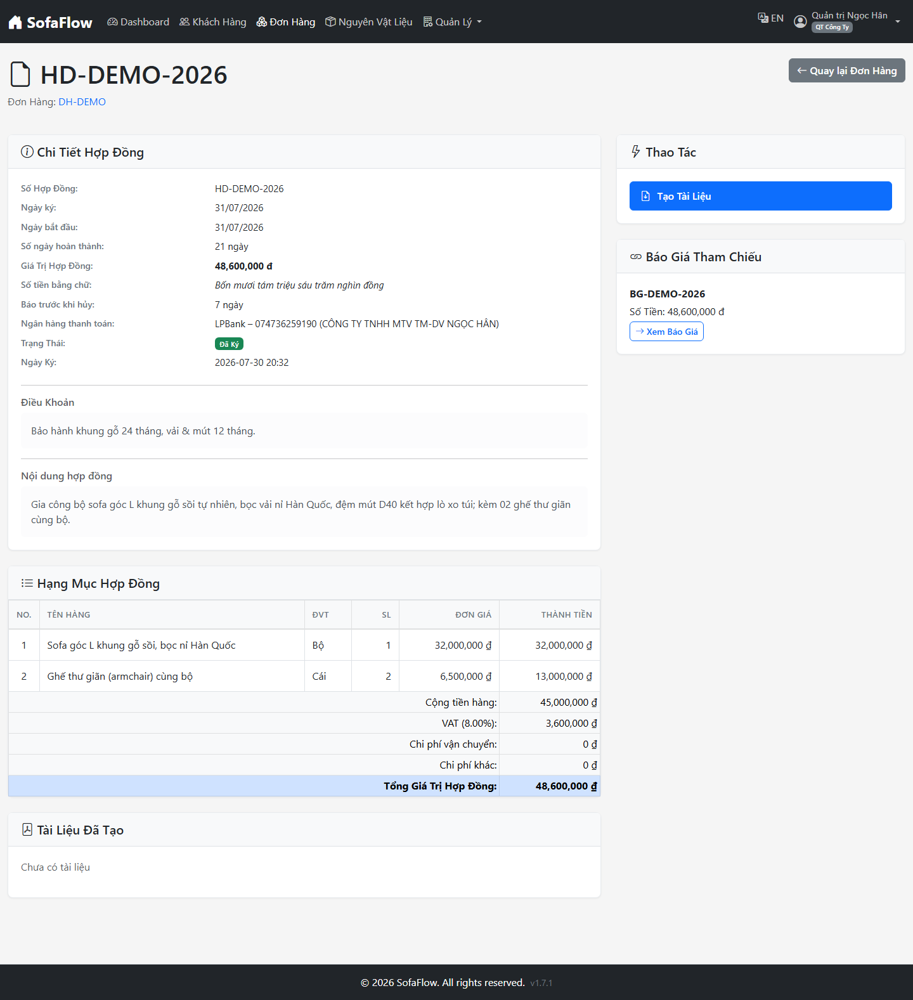 SofaFlow
Dashboard
Khách Hàng
Đơn Hàng
Nguyên Vật Liệu
Quản Lý
EN
Quản trị Ngọc Hân
QT Công Ty
HD-DEMO-2026
Quay lại Đơn Hàng
Đơn Hàng: DH-DEMO
Chi Tiết Hợp Đồng
Số Hợp Đồng: HD-DEMO-2026
Ngày ký: 31/07/2026
Ngày bắt đầu: 31/07/2026
Số ngày hoàn thành: 21 ngày
Giá Trị Hợp Đồng: 48,600,000 đ
Số tiền bằng chữ: Bốn mươi tám triệu sáu trăm nghìn đồng
Báo trước khi hủy: 7 ngày
Ngân hàng thanh toán: LPBank – 074736259190 (CÔNG TY TNHH MTV TM-DV NGỌC HÂN)
Trạng Thái: Đã Ký
Ngày Ký: 2026-07-30 20:32
Điều Khoản
Bảo hành khung gỗ 24 tháng, vải & mút 12 tháng.
Nội dung hợp đồng
Gia công bộ sofa góc L khung gỗ sồi tự nhiên, bọc vải nỉ Hàn Quốc, đệm mút D40 kết hợp lò xo túi; kèm 02 ghế thư giãn
cùng bộ.
Thao Tác
Tạo Tài Liệu
Báo Giá Tham Chiếu
BG-DEMO-2026
Số Tiền: 48,600,000 đ
Xem Báo Giá
Hạng Mục Hợp Đồng
NO. TÊN HÀNG ĐVT SL ĐƠN GIÁ THÀNH TIỀN
1 Sofa góc L khung gỗ sồi, bọc nỉ Hàn Quốc Bộ 1 32,000,000 ₫ 32,000,000 ₫
2 Ghế thư giãn (armchair) cùng bộ Cái 2 6,500,000 ₫ 13,000,000 ₫
Cộng tiền hàng: 45,000,000 ₫
VAT (8.00%): 3,600,000 ₫
Chi phí vận chuyển: 0 ₫
Chi phí khác: 0 ₫
Tổng Giá Trị Hợp Đồng: 48,600,000 ₫
Tài Liệu Đã Tạo
Chưa có tài liệu
© 2026 SofaFlow. All rights reserved. v1.7.1